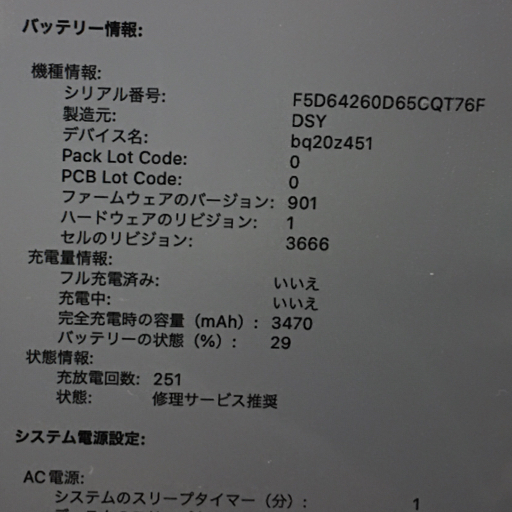 バッテリー情報:
機種情報:
シリアル番号: F5D64260D65CQT76F
製造元: DSY
デバイス名: bq20z451
Pack Lot Code: 0
PCB Lot Code: 0
ファームウェアのバージョン: 901
ハードウェアのリビジョン: 1
セルのリビジョン: 3666
充電量情報:
フル充電済み: いいえ
充電中: いいえ
完全充電時の容量（mAh）: 3470
バッテリーの状態（%）: 29
状態情報:
充放電回数: 251
状態: 修理サービス推奨
システム電源設定:
AC電源:
システムのスリープタイマー（分）: 1